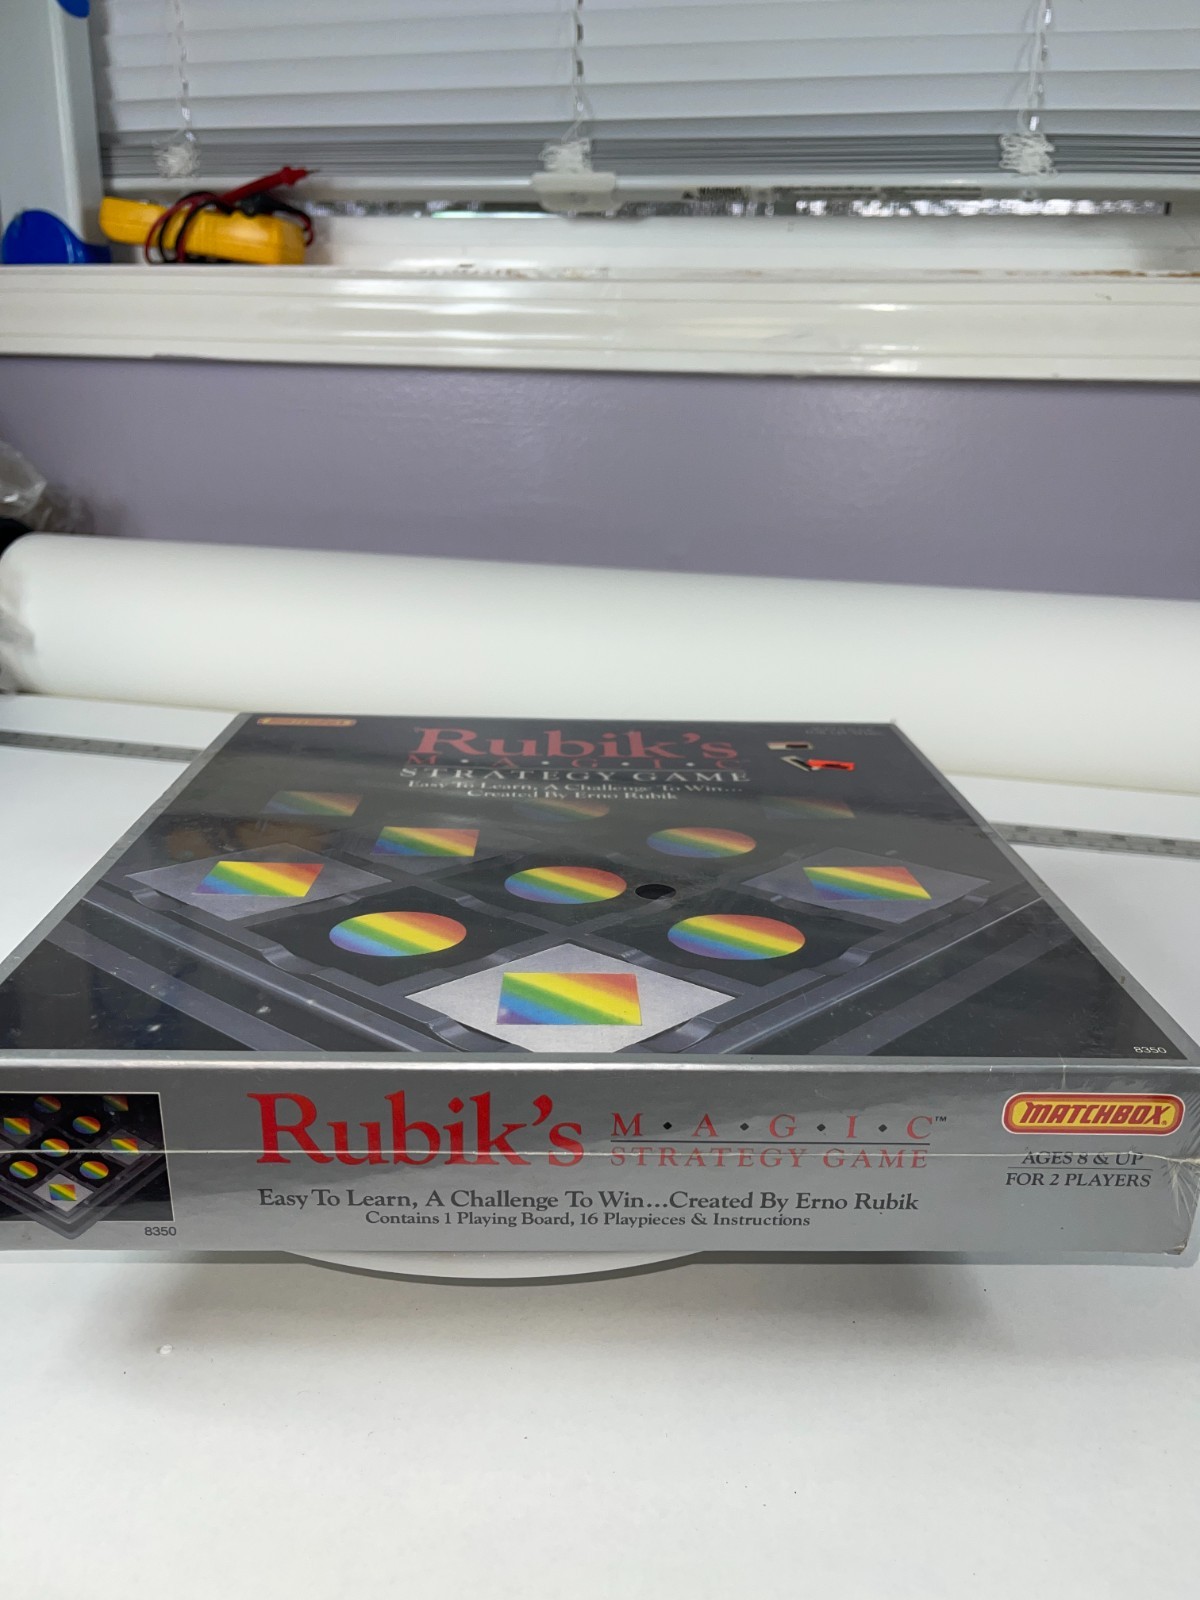 WARNING
Rubik's
M•A•G•I•C
STRATEGY GAME
Easy To Learn, A Challenge To Win...
Created By Erno Rubik
8350
Rubik's M•A•G•I•C™
STRATEGY GAME
MATCHBOX®
AGES 8 & UP
FOR 2 PLAYERS
Easy To Learn, A Challenge To Win...Created By Erno Rubik
Contains 1 Playing Board, 16 Playpieces & Instructions
8350